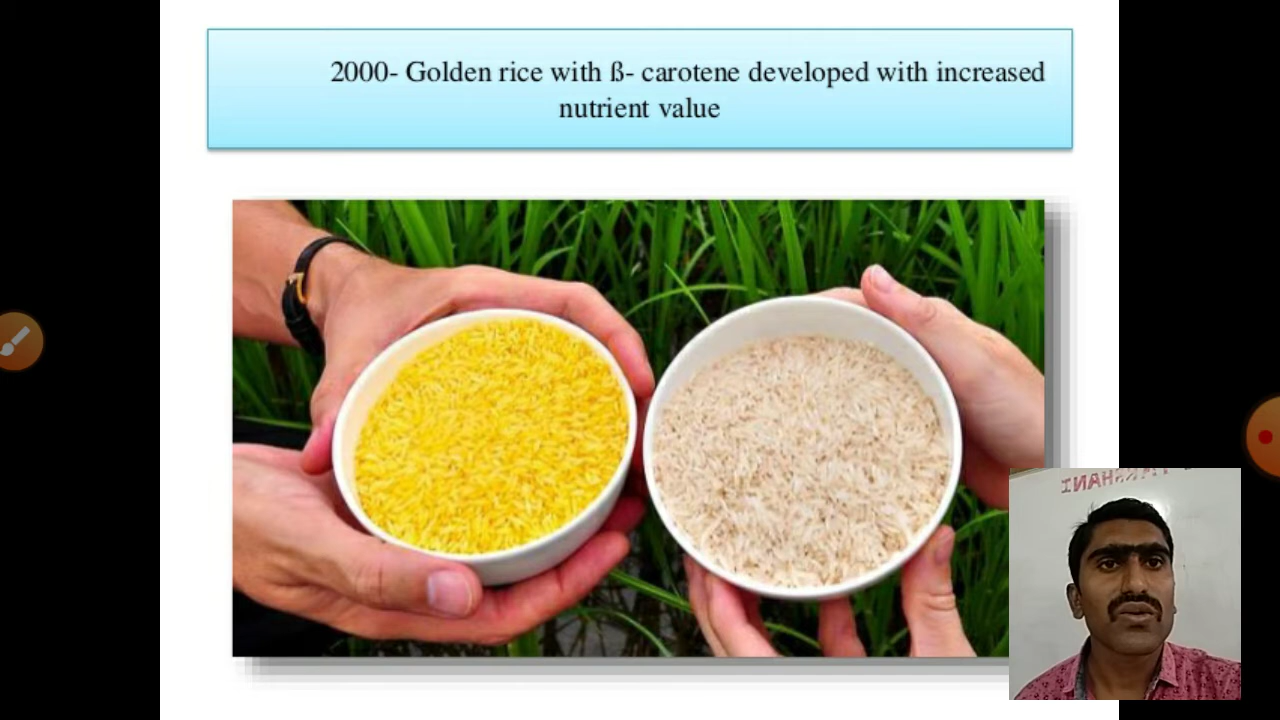 2000- Golden rice with ß- carotene developed with increased
nutrient value